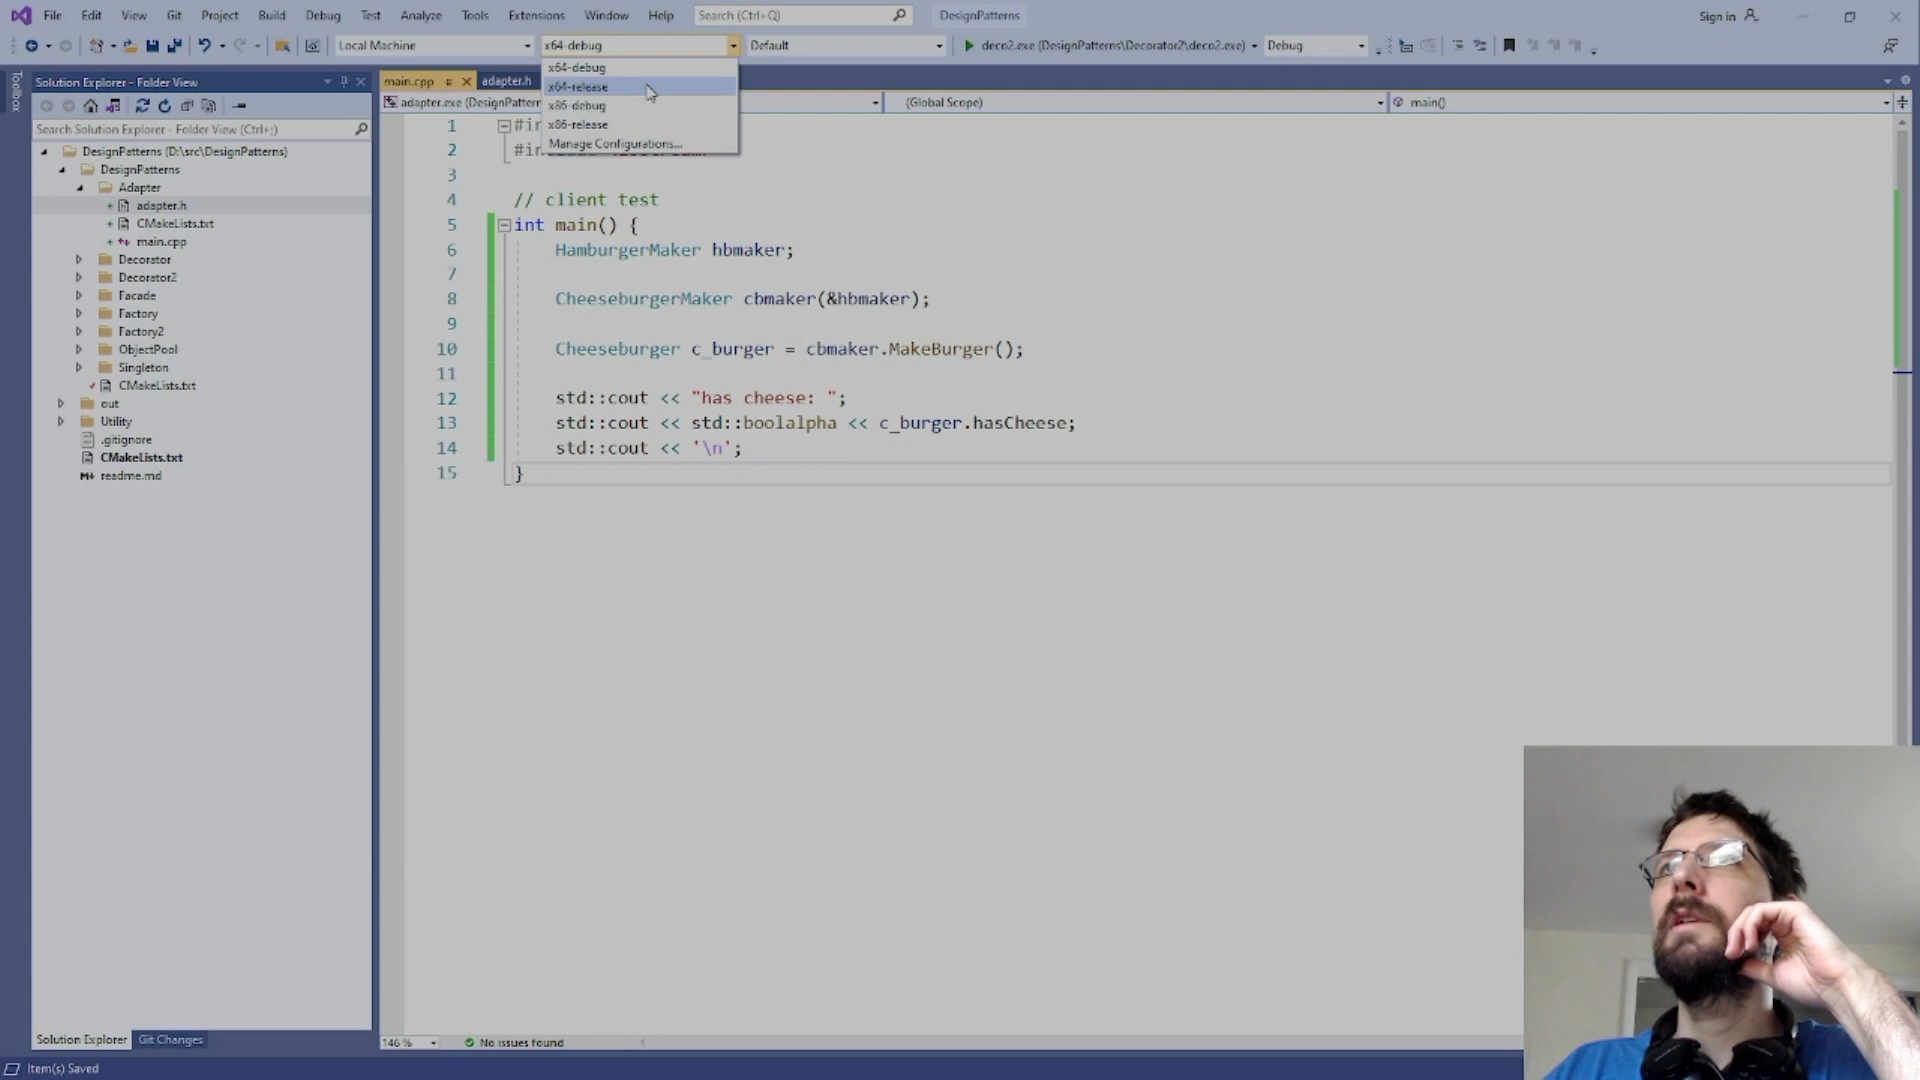 File Edit View Git Project Build Debug Test Analyze Tools Extensions Window Help Search (Ctrl+Q) DesignPatterns Sign in
Local Machine x64-debug Default deco2.exe (DesignPatterns\Decorator2\deco2.exe) Debug
x64-debug
x64-release
x86-debug
x86-release
Manage Configurations...
Toolbox
Solution Explorer - Folder View
Search Solution Explorer - Folder View (Ctrl+;)
DesignPatterns (D:\src\DesignPatterns)
DesignPatterns
Adapter
adapter.h
CMakeLists.txt
main.cpp
Decorator
Decorator2
Facade
Factory
Factory2
ObjectPool
Singleton
CMakeLists.txt
out
Utility
.gitignore
CMakeLists.txt
readme.md
Solution Explorer Git Changes
main.cpp adapter.h
adapter.exe (DesignPattern (Global Scope) main()
1 #in
2
3
4 // client test
5 int main() {
6 HamburgerMaker hbmaker;
7
8 CheeseburgerMaker cbmaker(&hbmaker);
9
10 Cheeseburger c_burger = cbmaker.MakeBurger();
11
12 std::cout << "has cheese: ";
13 std::cout << std::boolalpha << c_burger.hasCheese;
14 std::cout << '\n';
15 }
146 % No issues found
Item(s) Saved